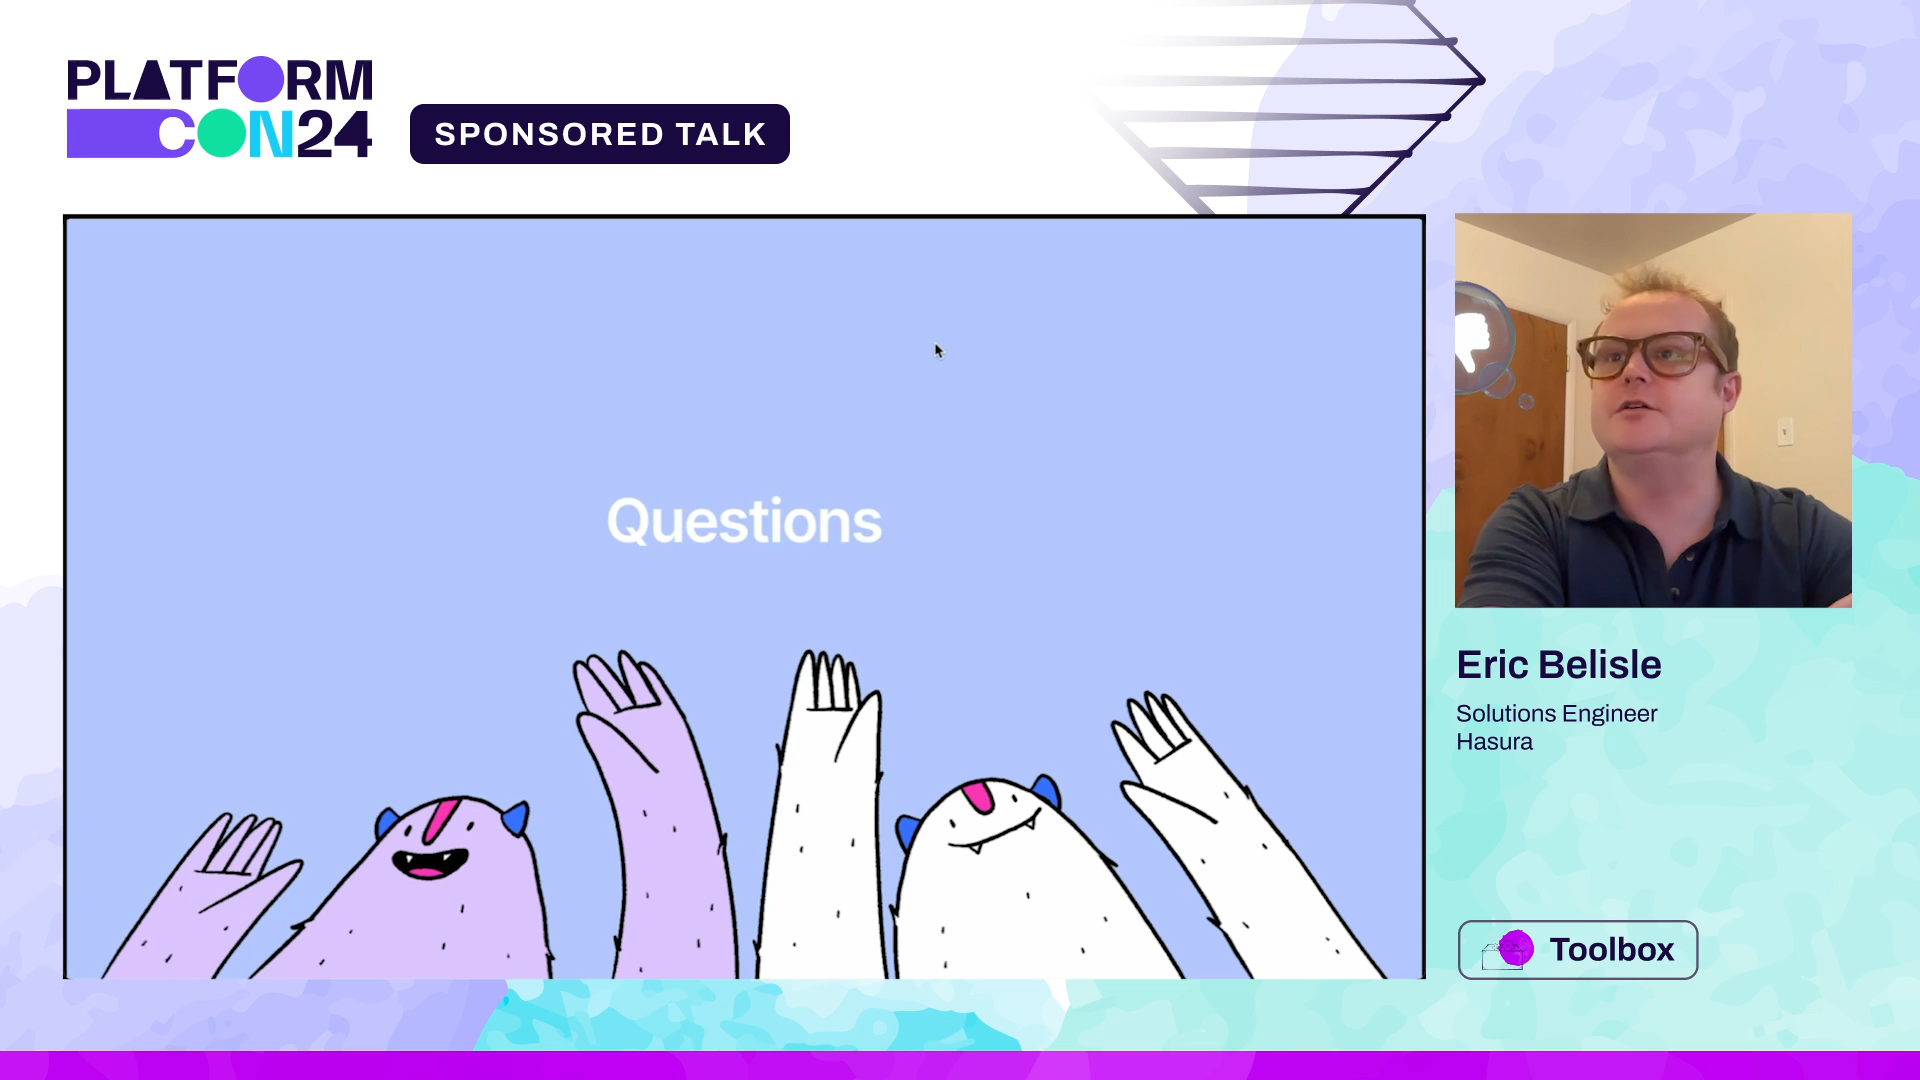 PLATFORM
CON24
SPONSORED TALK
Questions
Eric Belisle
Solutions Engineer
Hasura
Toolbox